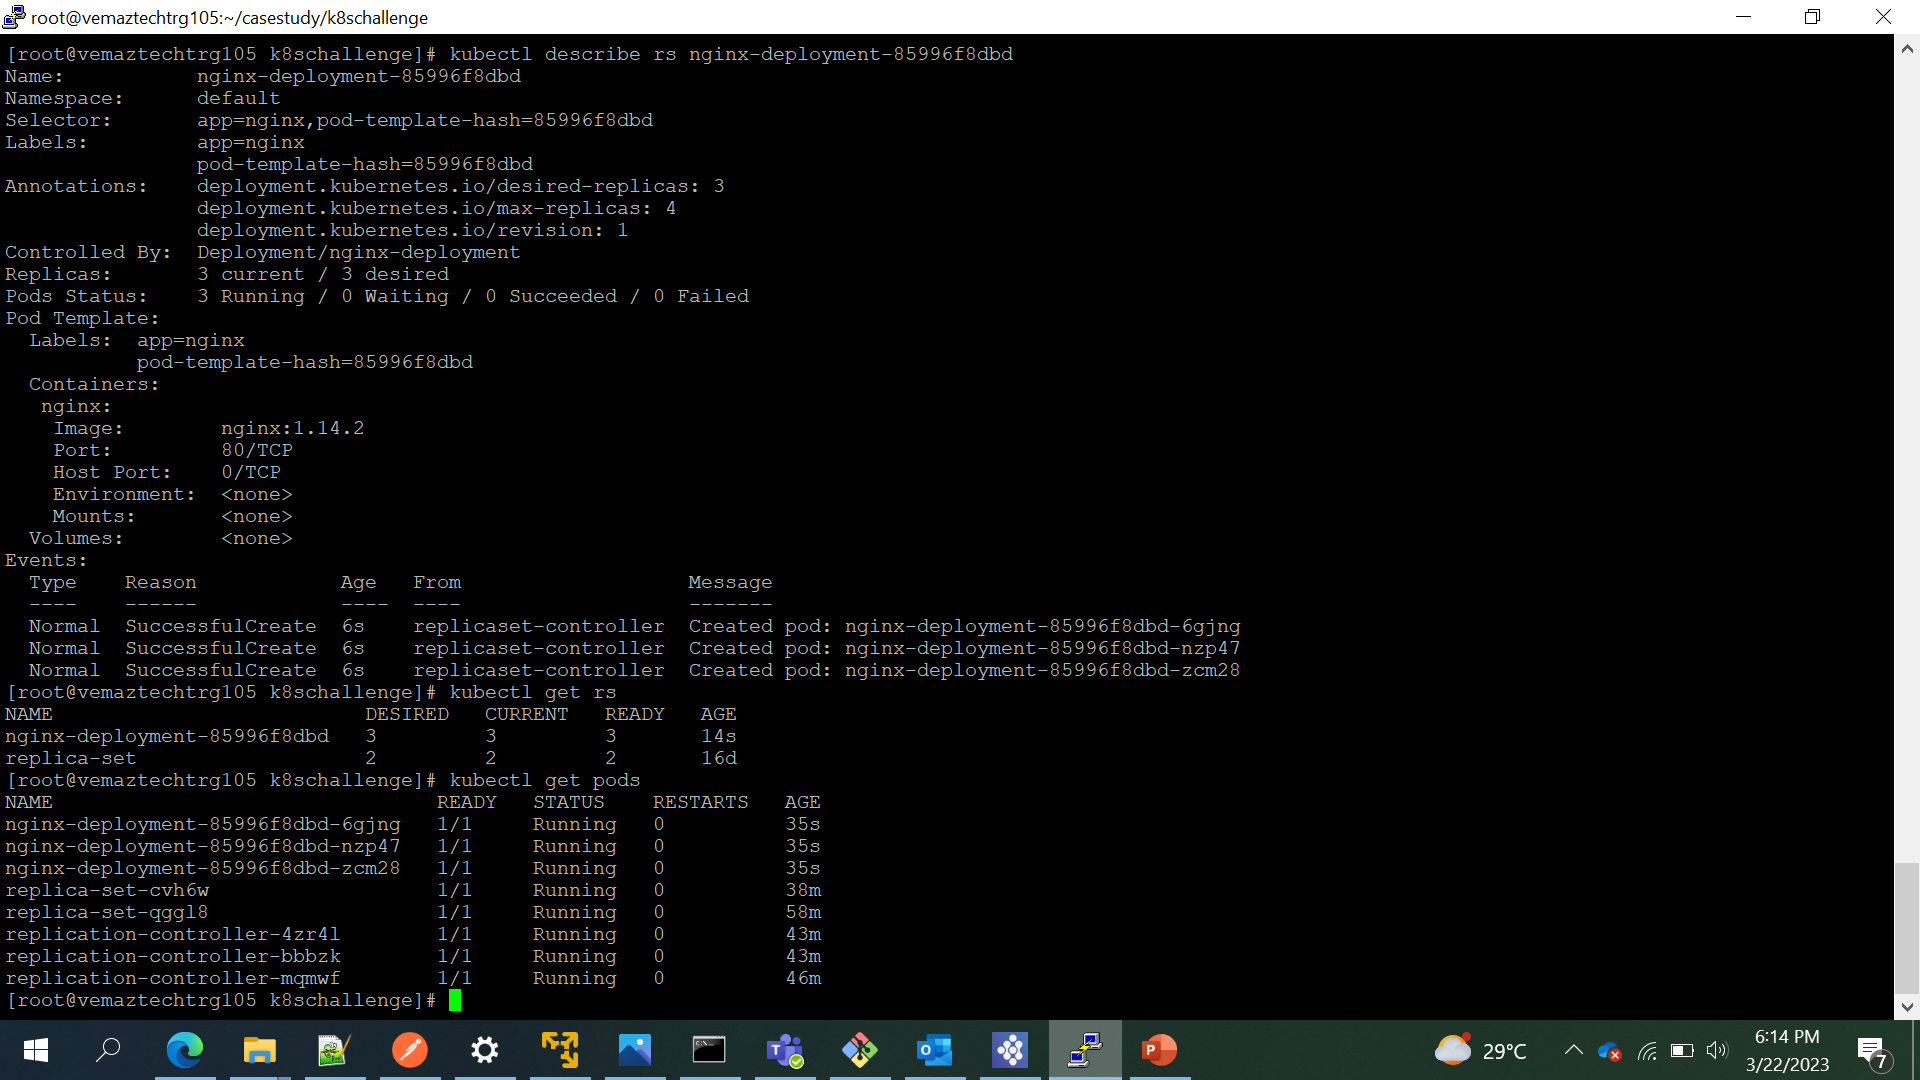 root@vemaztechtrg105:~/casestudy/k8schallenge
[root@vemaztechtrg105 k8schallenge]# kubectl describe rs nginx-deployment-85996f8dbd
Name:           nginx-deployment-85996f8dbd
Namespace:      default
Selector:       app=nginx,pod-template-hash=85996f8dbd
Labels:         app=nginx
                pod-template-hash=85996f8dbd
Annotations:    deployment.kubernetes.io/desired-replicas: 3
                deployment.kubernetes.io/max-replicas: 4
                deployment.kubernetes.io/revision: 1
Controlled By:  Deployment/nginx-deployment
Replicas:       3 current / 3 desired
Pods Status:    3 Running / 0 Waiting / 0 Succeeded / 0 Failed
Pod Template:
  Labels:  app=nginx
           pod-template-hash=85996f8dbd
  Containers:
   nginx:
    Image:        nginx:1.14.2
    Port:         80/TCP
    Host Port:    0/TCP
    Environment:  <none>
    Mounts:       <none>
  Volumes:        <none>
Events:
  Type    Reason            Age   From                   Message
  ----    ------            ----  ----                   -------
  Normal  SuccessfulCreate  6s    replicaset-controller  Created pod: nginx-deployment-85996f8dbd-6gjng
  Normal  SuccessfulCreate  6s    replicaset-controller  Created pod: nginx-deployment-85996f8dbd-nzp47
  Normal  SuccessfulCreate  6s    replicaset-controller  Created pod: nginx-deployment-85996f8dbd-zcm28
[root@vemaztechtrg105 k8schallenge]# kubectl get rs
NAME                          DESIRED   CURRENT   READY   AGE
nginx-deployment-85996f8dbd   3         3         3       14s
replica-set                   2         2         2       16d
[root@vemaztechtrg105 k8schallenge]# kubectl get pods
NAME                                READY   STATUS    RESTARTS   AGE
nginx-deployment-85996f8dbd-6gjng   1/1     Running   0          35s
nginx-deployment-85996f8dbd-nzp47   1/1     Running   0          35s
nginx-deployment-85996f8dbd-zcm28   1/1     Running   0          35s
replica-set-cvh6w                   1/1     Running   0          38m
replica-set-qggl8                   1/1     Running   0          58m
replication-controller-4zr4l        1/1     Running   0          43m
replication-controller-bbbzk        1/1     Running   0          43m
replication-controller-mqmwf        1/1     Running   0          46m
[root@vemaztechtrg105 k8schallenge]#
29°C
6:14 PM
3/22/2023
7